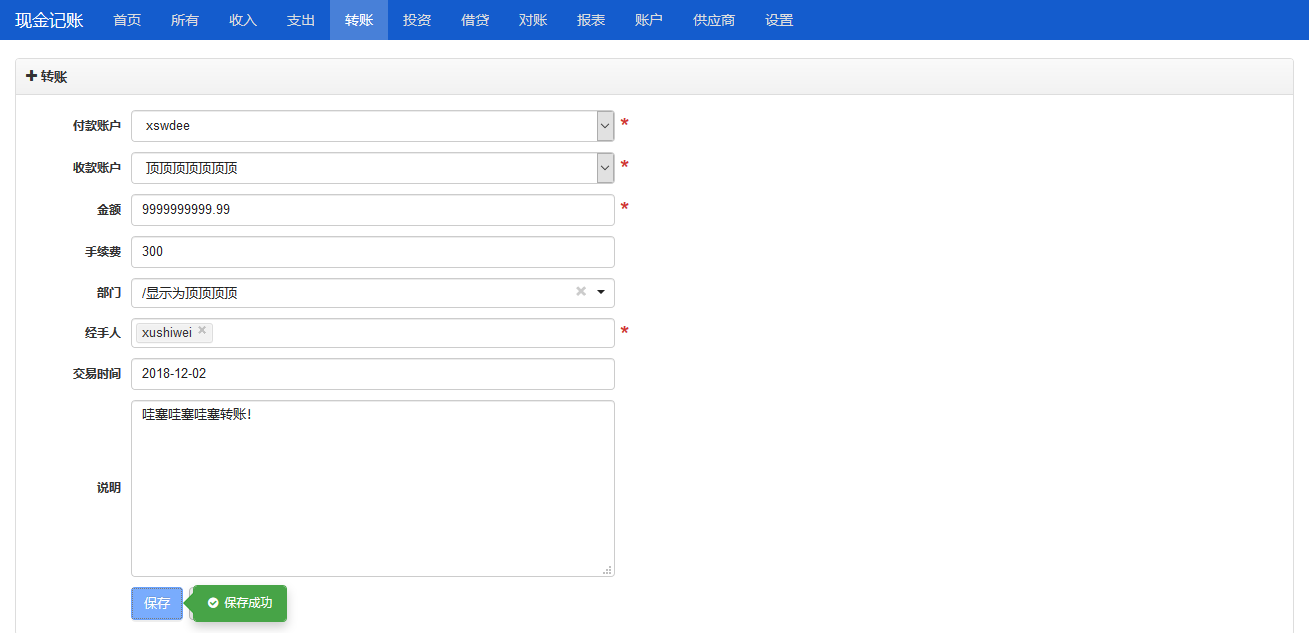 现金记账 首页 所有 收入 支出 转账 投资 借贷 对账 报表 账户 供应商 设置
转账
付款账户 xswdee *
收款账户 顶顶顶顶顶顶顶 *
金额 9999999999.99 *
手续费 300
部门 /显示为顶顶顶顶
经手人 xushiwei *
交易时间 2018-12-02
哇塞哇塞哇塞转账!
说明
保存 保存成功